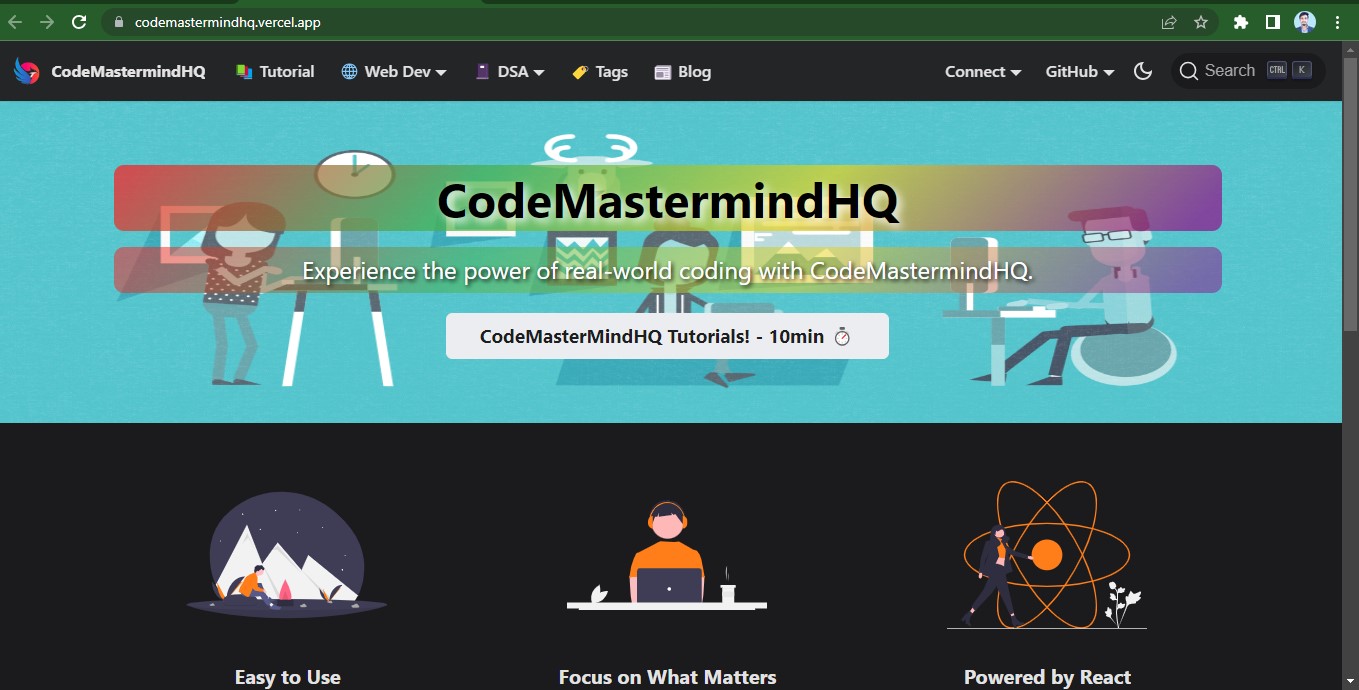 codemastermindhq.vercel.app
CodeMastermindHQ Tutorial Web Dev DSA Tags Blog Connect GitHub Search CTRL K
CodeMastermindHQ
Experience the power of real-world coding with CodeMastermindHQ.
CodeMasterMindHQ Tutorials! - 10min ⏱️
Easy to Use Focus on What Matters Powered by React